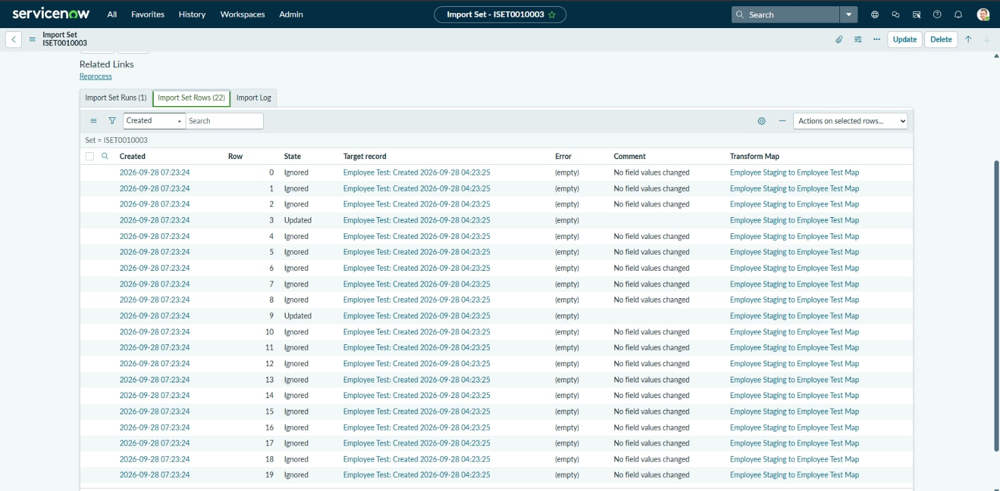 servicenow All Favorites History Workspaces Admin Import Set - ISET0010003 Search
Import Set
ISET0010003
Update Delete
Related Links
Reprocess
Import Set Runs (1) Import Set Rows (22) Import Log
Created Search Actions on selected rows...
Set = ISET0010003
Created Row State Target record Error Comment Transform Map
2026-09-28 07:23:24 0 Ignored Employee Test: Created 2026-09-28 04:23:25 (empty) No field values changed Employee Staging to Employee Test Map
2026-09-28 07:23:24 1 Ignored Employee Test: Created 2026-09-28 04:23:25 (empty) No field values changed Employee Staging to Employee Test Map
2026-09-28 07:23:24 2 Ignored Employee Test: Created 2026-09-28 04:23:25 (empty) No field values changed Employee Staging to Employee Test Map
2026-09-28 07:23:24 3 Updated Employee Test: Created 2026-09-28 04:23:25 (empty) Employee Staging to Employee Test Map
2026-09-28 07:23:24 4 Ignored Employee Test: Created 2026-09-28 04:23:25 (empty) No field values changed Employee Staging to Employee Test Map
2026-09-28 07:23:24 5 Ignored Employee Test: Created 2026-09-28 04:23:25 (empty) No field values changed Employee Staging to Employee Test Map
2026-09-28 07:23:24 6 Ignored Employee Test: Created 2026-09-28 04:23:25 (empty) No field values changed Employee Staging to Employee Test Map
2026-09-28 07:23:24 7 Ignored Employee Test: Created 2026-09-28 04:23:25 (empty) No field values changed Employee Staging to Employee Test Map
2026-09-28 07:23:24 8 Ignored Employee Test: Created 2026-09-28 04:23:25 (empty) No field values changed Employee Staging to Employee Test Map
2026-09-28 07:23:24 9 Updated Employee Test: Created 2026-09-28 04:23:25 (empty) Employee Staging to Employee Test Map
2026-09-28 07:23:24 10 Ignored Employee Test: Created 2026-09-28 04:23:25 (empty) No field values changed Employee Staging to Employee Test Map
2026-09-28 07:23:24 11 Ignored Employee Test: Created 2026-09-28 04:23:25 (empty) No field values changed Employee Staging to Employee Test Map
2026-09-28 07:23:24 12 Ignored Employee Test: Created 2026-09-28 04:23:25 (empty) No field values changed Employee Staging to Employee Test Map
2026-09-28 07:23:24 13 Ignored Employee Test: Created 2026-09-28 04:23:25 (empty) No field values changed Employee Staging to Employee Test Map
2026-09-28 07:23:24 14 Ignored Employee Test: Created 2026-09-28 04:23:25 (empty) No field values changed Employee Staging to Employee Test Map
2026-09-28 07:23:24 15 Ignored Employee Test: Created 2026-09-28 04:23:25 (empty) No field values changed Employee Staging to Employee Test Map
2026-09-28 07:23:24 16 Ignored Employee Test: Created 2026-09-28 04:23:25 (empty) No field values changed Employee Staging to Employee Test Map
2026-09-28 07:23:24 17 Ignored Employee Test: Created 2026-09-28 04:23:25 (empty) No field values changed Employee Staging to Employee Test Map
2026-09-28 07:23:24 18 Ignored Employee Test: Created 2026-09-28 04:23:25 (empty) No field values changed Employee Staging to Employee Test Map
2026-09-28 07:23:24 19 Ignored Employee Test: Created 2026-09-28 04:23:25 (empty) No field values changed Employee Staging to Employee Test Map